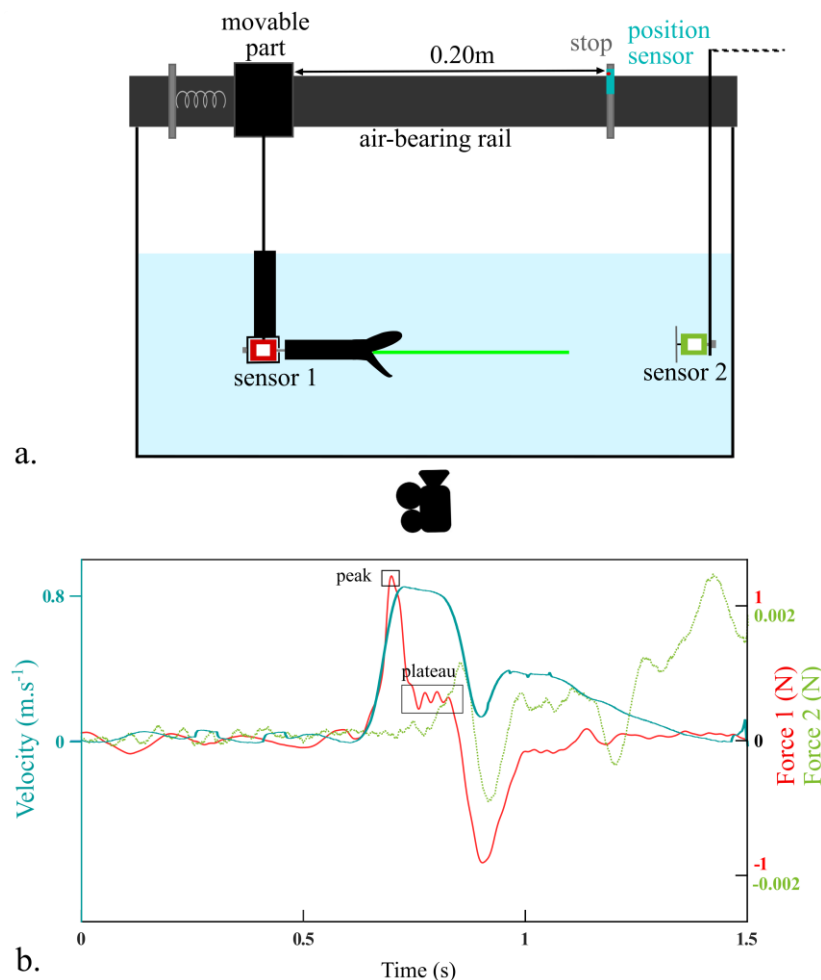 movable
part
0.20m
stop
position
sensor
air-bearing rail
sensor 1
sensor 2
a.
peak
plateau
0.8
0
Velocity (m.s⁻¹)
1
0.002
0
-1
-0.002
Force 1 (N)
Force 2 (N)
0
0.5
1
1.5
Time (s)
b.